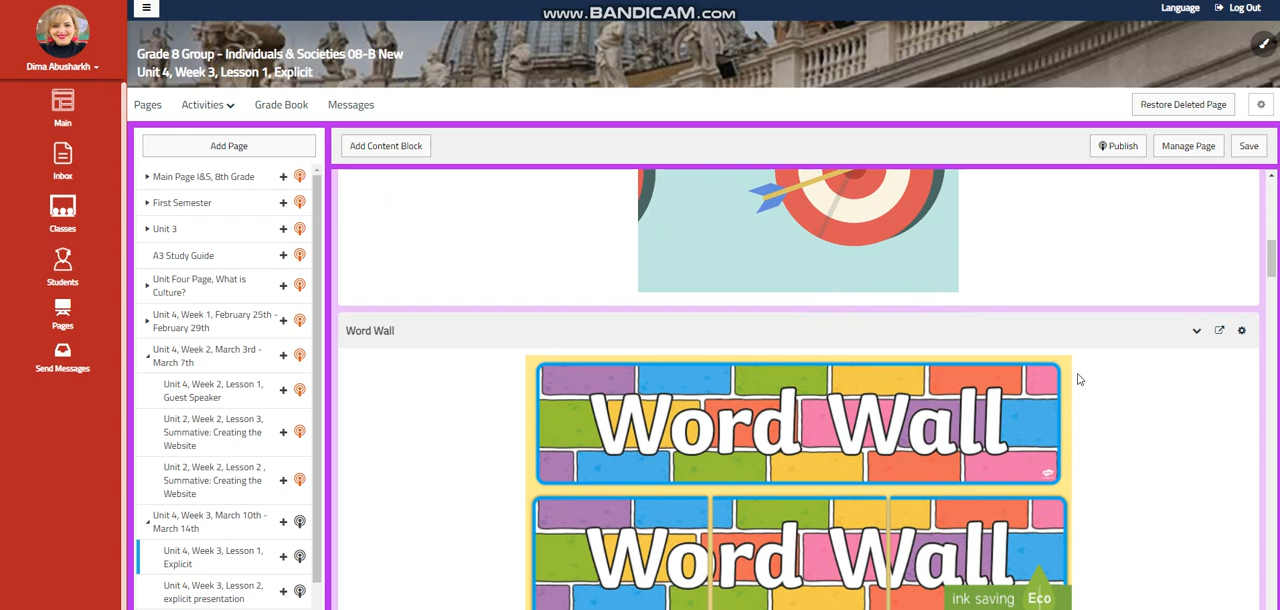 www.BANDICAM.com
Language
Log Out
Grade 8 Group - Individuals & Societies 08-B New
Unit 4, Week 3, Lesson 1, Explicit
Dima Abusharkh
Main
Inbox
Classes
Students
Pages
Send Messages
Pages
Activities
Grade Book
Messages
Restore Deleted Page
Add Page
Main Page I&S, 8th Grade
First Semester
Unit 3
A3 Study Guide
Unit Four Page, What is
Culture?
Unit 4, Week 1, February 25th -
February 29th
Unit 4, Week 2, March 3rd -
March 7th
Unit 4, Week 2, Lesson 1,
Guest Speaker
Unit 2, Week 2, Lesson 3,
Summative: Creating the
Website
Unit 2, Week 2, Lesson 2 ,
Summative: Creating the
Website
Unit 4, Week 3, March 10th -
March 14th
Unit 4, Week 3, Lesson 1,
Explicit
Unit 4, Week 3, Lesson 2,
explicit presentation
Add Content Block
Publish
Manage Page
Save
Word Wall
Word Wall
Word Wall
ink saving
Eco